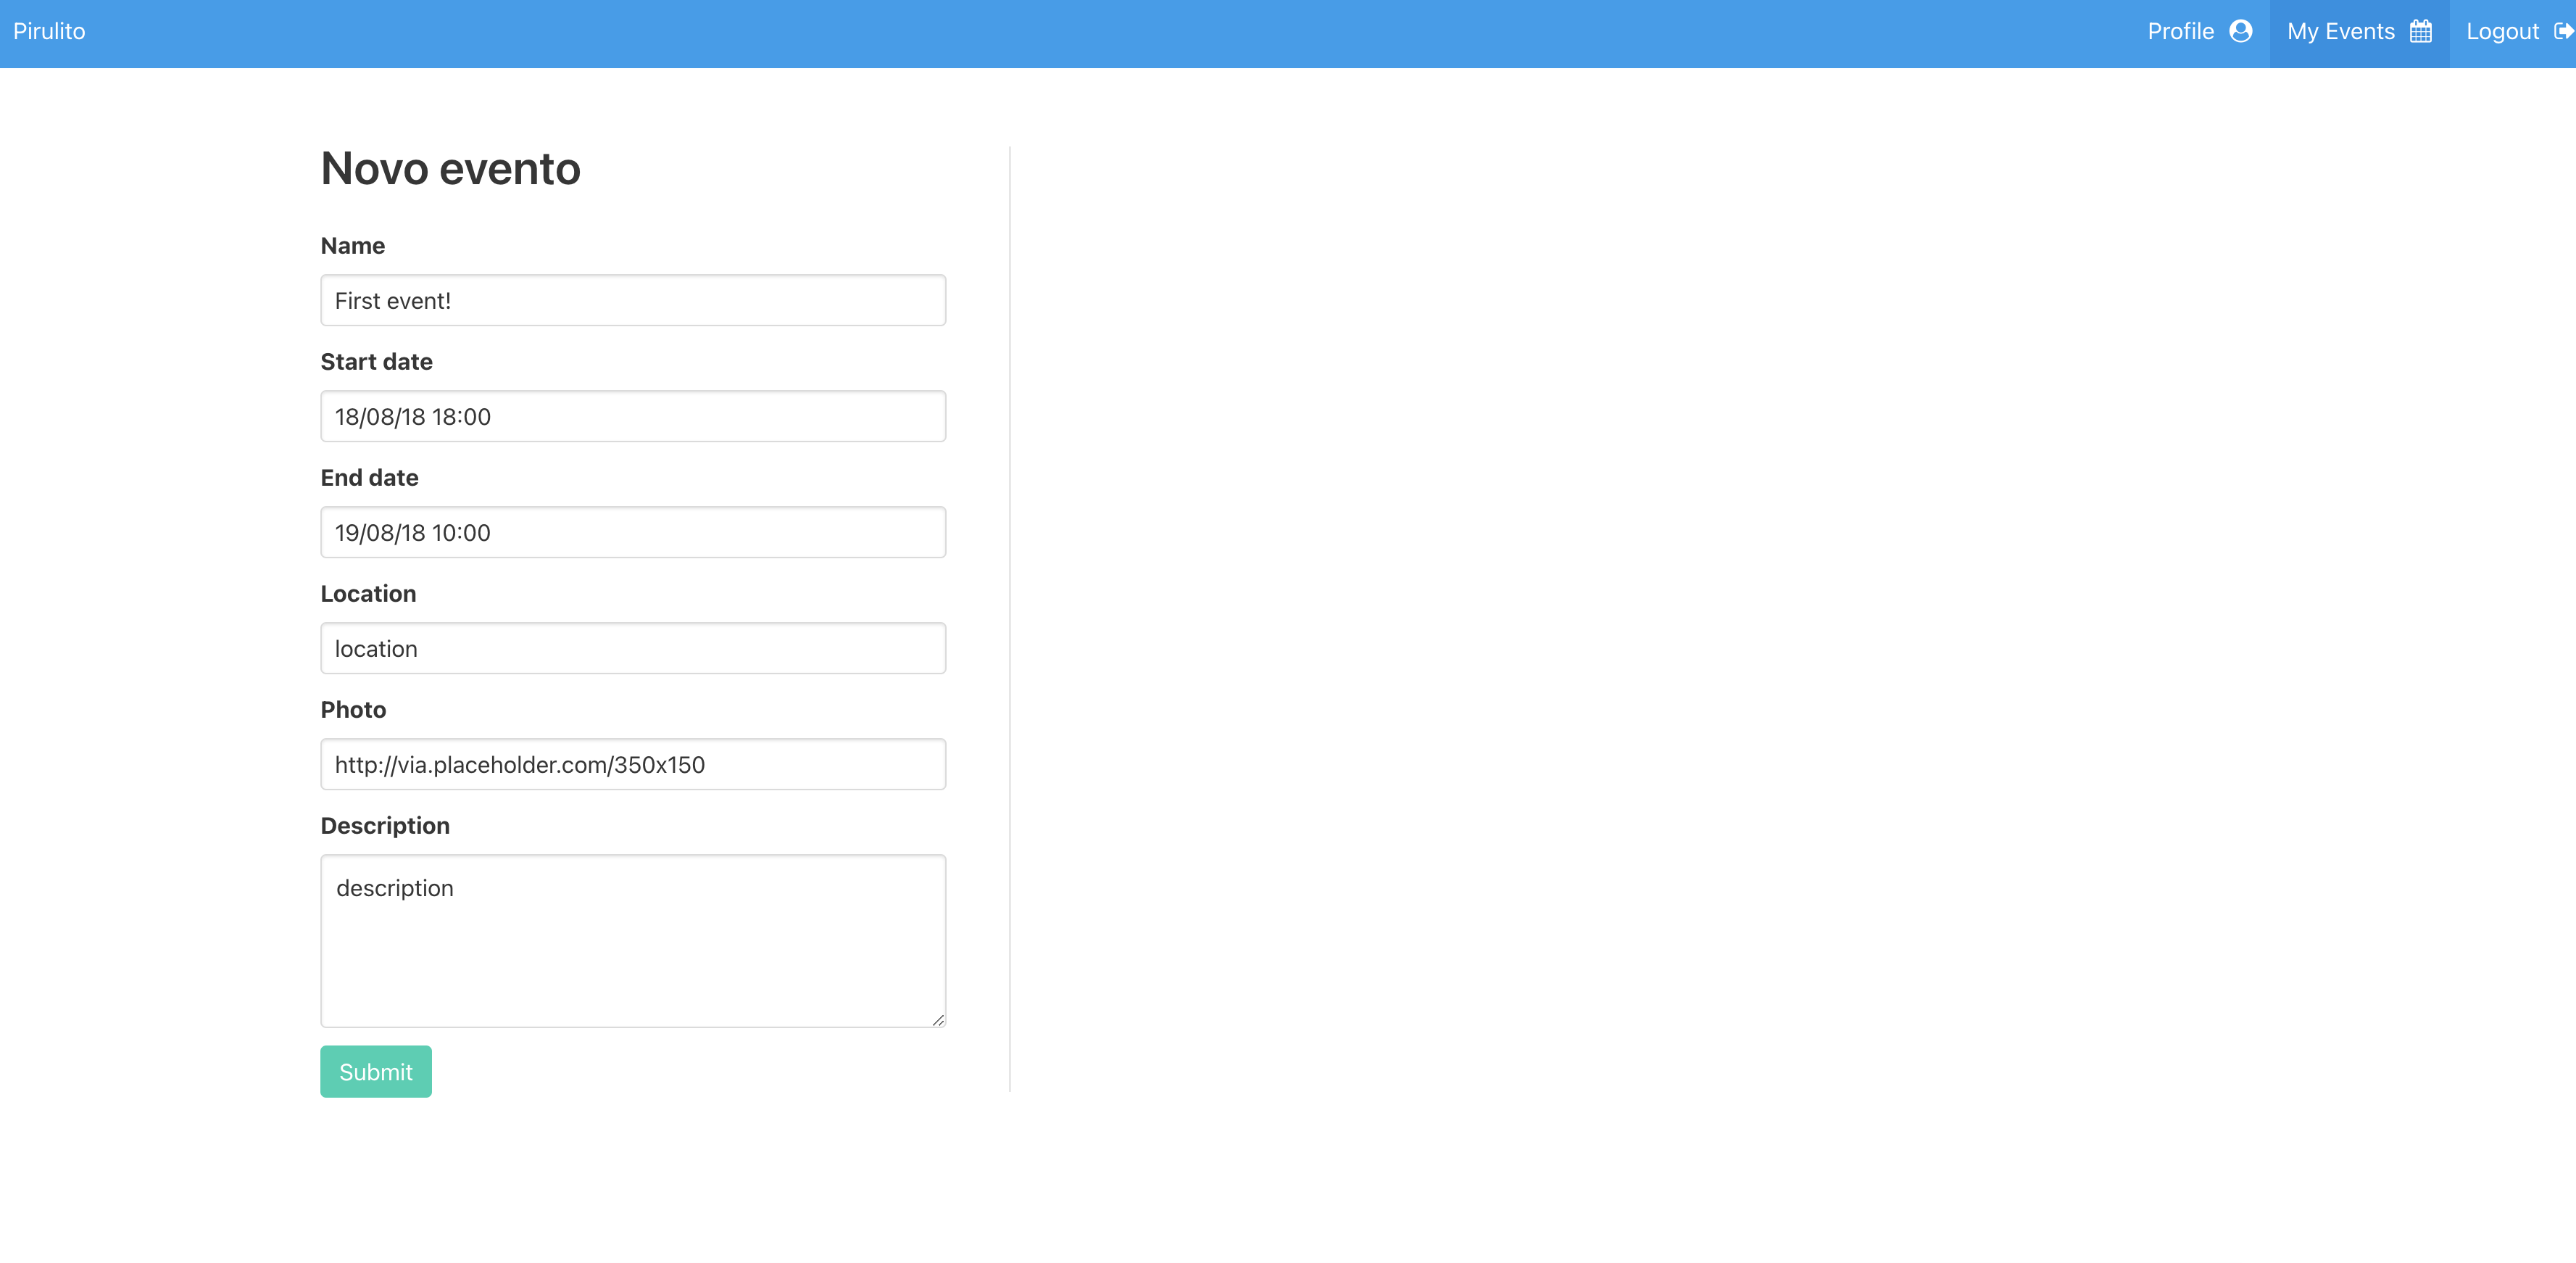 Pirulito
Profile
My Events
Logout
Novo evento
Name
First event!
Start date
18/08/18 18:00
End date
19/08/18 10:00
Location
location
Photo
http://via.placeholder.com/350x150
Description
description
Submit